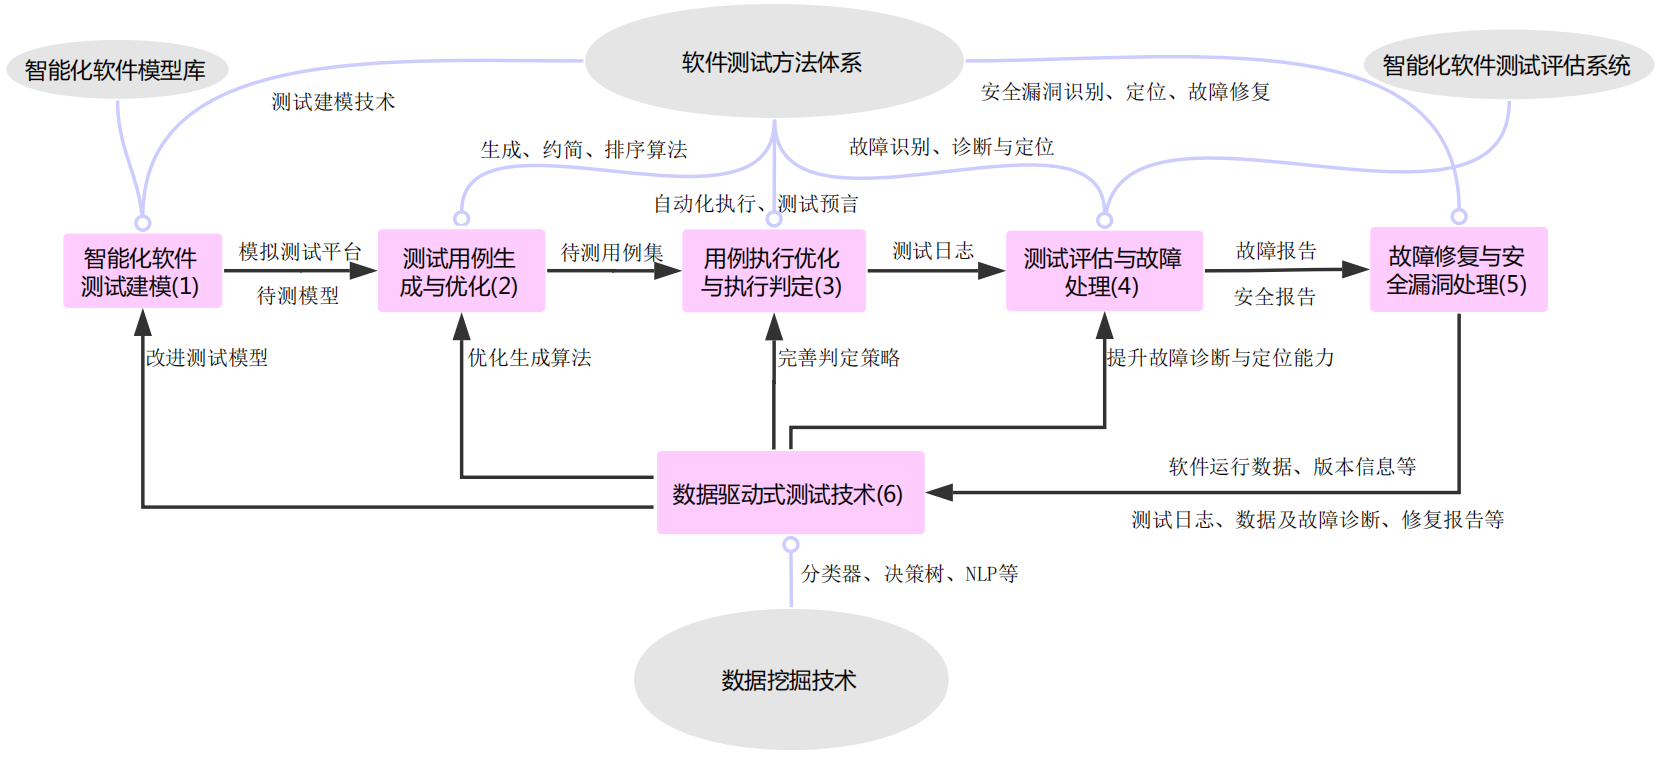 智能化软件模型库
软件测试方法体系
智能化软件测试评估系统
测试建模技术
安全漏洞识别、定位、故障修复
生成、约简、排序算法
故障识别、诊断与定位
自动化执行、测试预言
智能化软件
测试建模(1)
模拟测试平台
待测模型
测试用例生
成与优化(2)
待测用例集
用例执行优化
与执行判定(3)
测试日志
测试评估与故障
处理(4)
故障报告
安全报告
故障修复与安
全漏洞处理(5)
改进测试模型
优化生成算法
完善判定策略
提升故障诊断与定位能力
软件运行数据、版本信息等
数据驱动式测试技术(6)
测试日志、数据及故障诊断、修复报告等
分类器、决策树、NLP等
数据挖掘技术